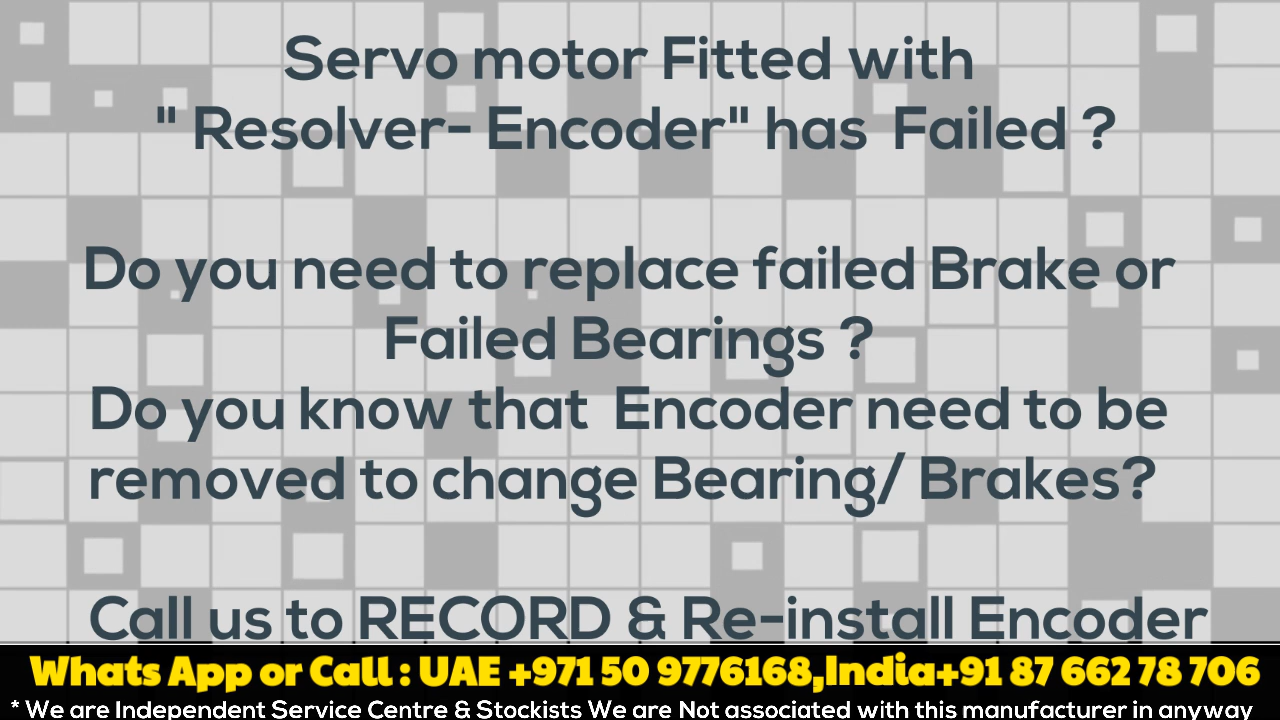 Servo motor Fitted with
" Resolver- Encoder" has Failed ?
Do you need to replace failed Brake or
Failed Bearings ?
Do you know that Encoder need to be
removed to change Bearing/ Brakes?
Call us to RECORD & Re-install Encoder
Whats App or Call : UAE +971 50 9776168,India+91 87 662 78 706
* We are Independent Service Centre & Stockists We are Not associated with this manufacturer in anyway